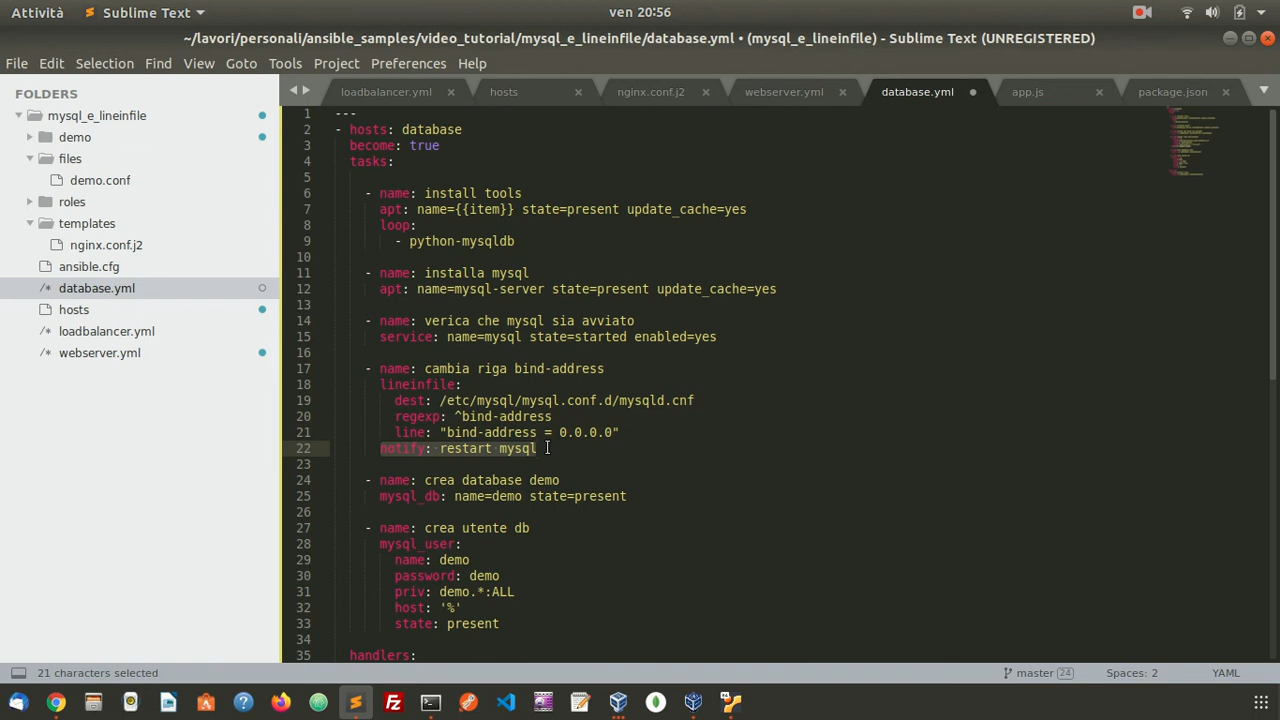 Attività
Sublime Text
ven 20:56
~/lavori/personali/ansible_samples/video_tutorial/mysql_e_lineinfile/database.yml • (mysql_e_lineinfile) - Sublime Text (UNREGISTERED)
File Edit Selection Find View Goto Tools Project Preferences Help
FOLDERS
mysql_e_lineinfile
demo
files
demo.conf
roles
templates
nginx.conf.j2
ansible.cfg
/* database.yml
hosts
/* loadbalancer.yml
/* webserver.yml
loadbalancer.yml × hosts × nginx.conf.j2 × webserver.yml × database.yml ● app.js × package.json ×
1 ---
2 - hosts: database
3 become: true
4 tasks:
5
6 - name: install tools
7 apt: name={{item}} state=present update_cache=yes
8 loop:
9 - python-mysqldb
10
11 - name: installa mysql
12 apt: name=mysql-server state=present update_cache=yes
13
14 - name: verica che mysql sia avviato
15 service: name=mysql state=started enabled=yes
16
17 - name: cambia riga bind-address
18 lineinfile:
19 dest: /etc/mysql/mysql.conf.d/mysqld.cnf
20 regexp: ^bind-address
21 line: "bind-address = 0.0.0.0"
22 notify: restart mysql
23
24 - name: crea database demo
25 mysql_db: name=demo state=present
26
27 - name: crea utente db
28 mysql_user:
29 name: demo
30 password: demo
31 priv: demo.*:ALL
32 host: '%'
33 state: present
34
35 handlers:
21 characters selected
master 24
Spaces: 2
YAML